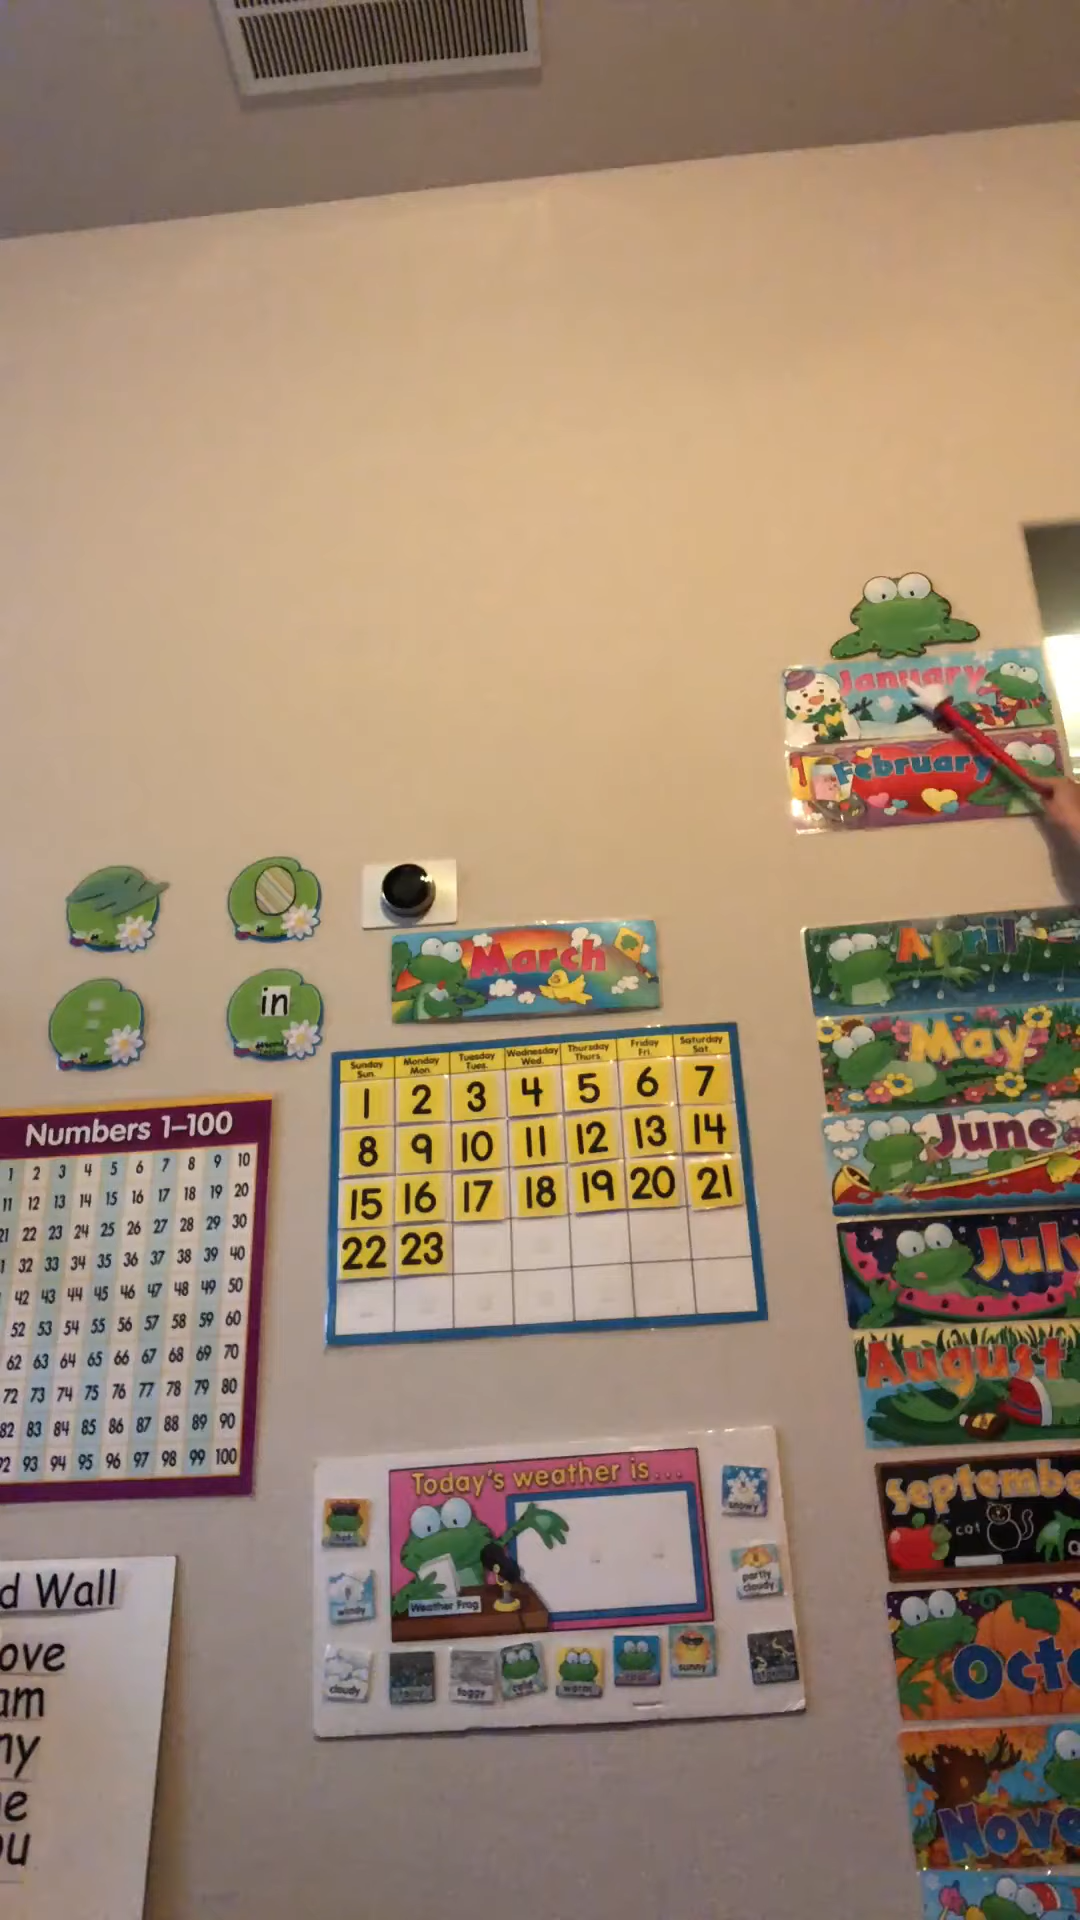 January
February
in
March
April
May
June
July
August
Septembe
Octo
Nove
Sunday Monday Tuesday Wednesday Thursday Friday Saturday
Sun. Mon. Tues. Wed. Thurs. Fri. Sat.
1 2 3 4 5 6 7
8 9 10 11 12 13 14
15 16 17 18 19 20 21
22 23
Numbers 1–100
1 2 3 4 5 6 7 8 9 10
11 12 13 14 15 16 17 18 19 20
21 22 23 24 25 26 27 28 29 30
1 32 33 34 35 36 37 38 39 40
42 43 44 45 46 47 48 49 50
52 53 54 55 56 57 58 59 60
62 63 64 65 66 67 68 69 70
72 73 74 75 76 77 78 79 80
82 83 84 85 86 87 88 89 90
92 93 94 95 96 97 98 99 100
Today's weather is...
Weather Frog
hot
snowy
windy
partly cloudy
cloudy
foggy
cold
warm
sunny
cat
d Wall
ove
am
ny
e
ou